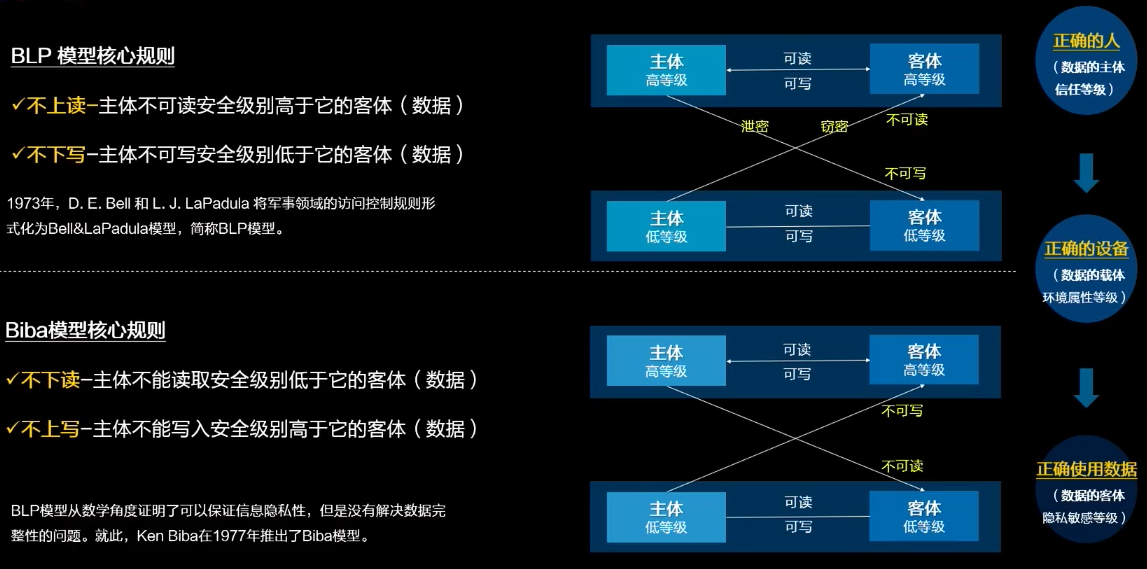 BLP 模型核心规则
✓不上读–主体不可读安全级别高于它的客体（数据）
✓不下写–主体不可写安全级别低于它的客体（数据）
1973年，D. E. Bell 和 L. J. LaPadula 将军事领域的访问控制规则形
式化为Bell&LaPadula模型，简称BLP模型。
主体
高等级
可读
可写
客体
高等级
泄密
窃密
不可读
不可写
主体
低等级
可读
可写
客体
低等级
Biba模型核心规则
✓不下读–主体不能读取安全级别低于它的客体（数据）
✓不上写–主体不能写入安全级别高于它的客体（数据）
BLP模型从数学角度证明了可以保证信息隐私性，但是没有解决数据完
整性的问题。就此，Ken Biba在1977年推出了Biba模型。
主体
高等级
可读
可写
客体
高等级
不可写
不可读
主体
低等级
可读
可写
客体
低等级
正确的人
（数据的主体
信任等级）
正确的设备
（数据的载体
环境属性等级）
正确使用数据
（数据的客体
隐私敏感等级）